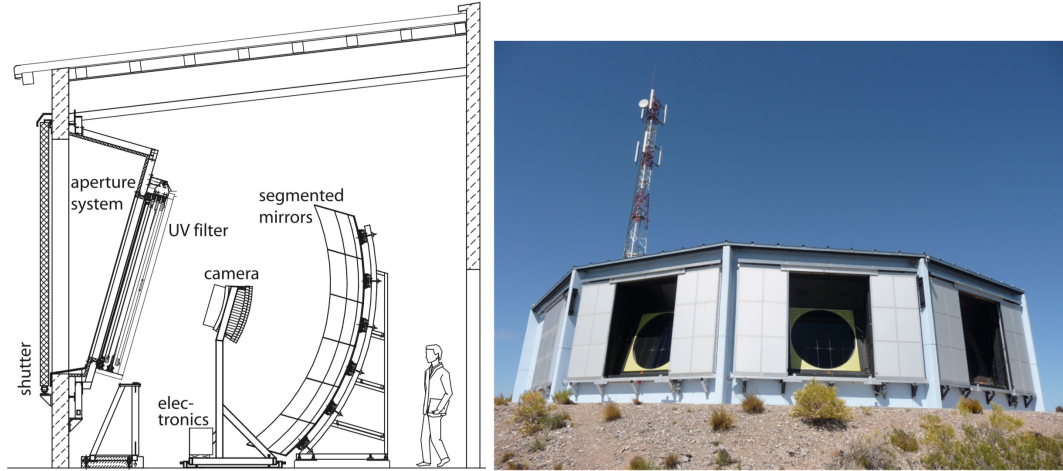 aperture
system
UV filter
segmented
mirrors
camera
shutter
elec-
tronics